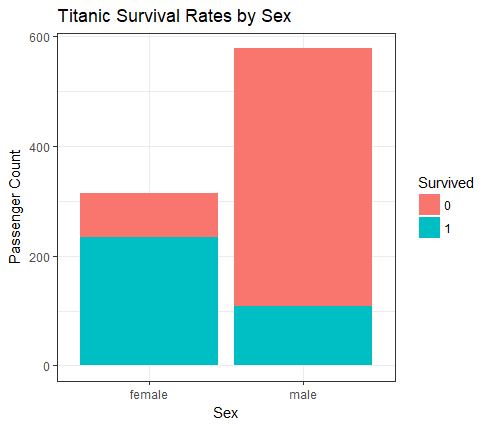 Titanic Survival Rates by Sex
600
400
200
0
Passenger Count
female
male
Sex
Survived
0
1